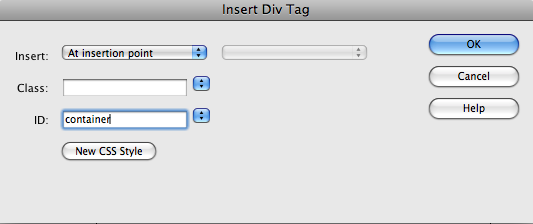 Insert Div Tag
Insert: At insertion point
OK
Class:
Cancel
ID: container
Help
New CSS Style